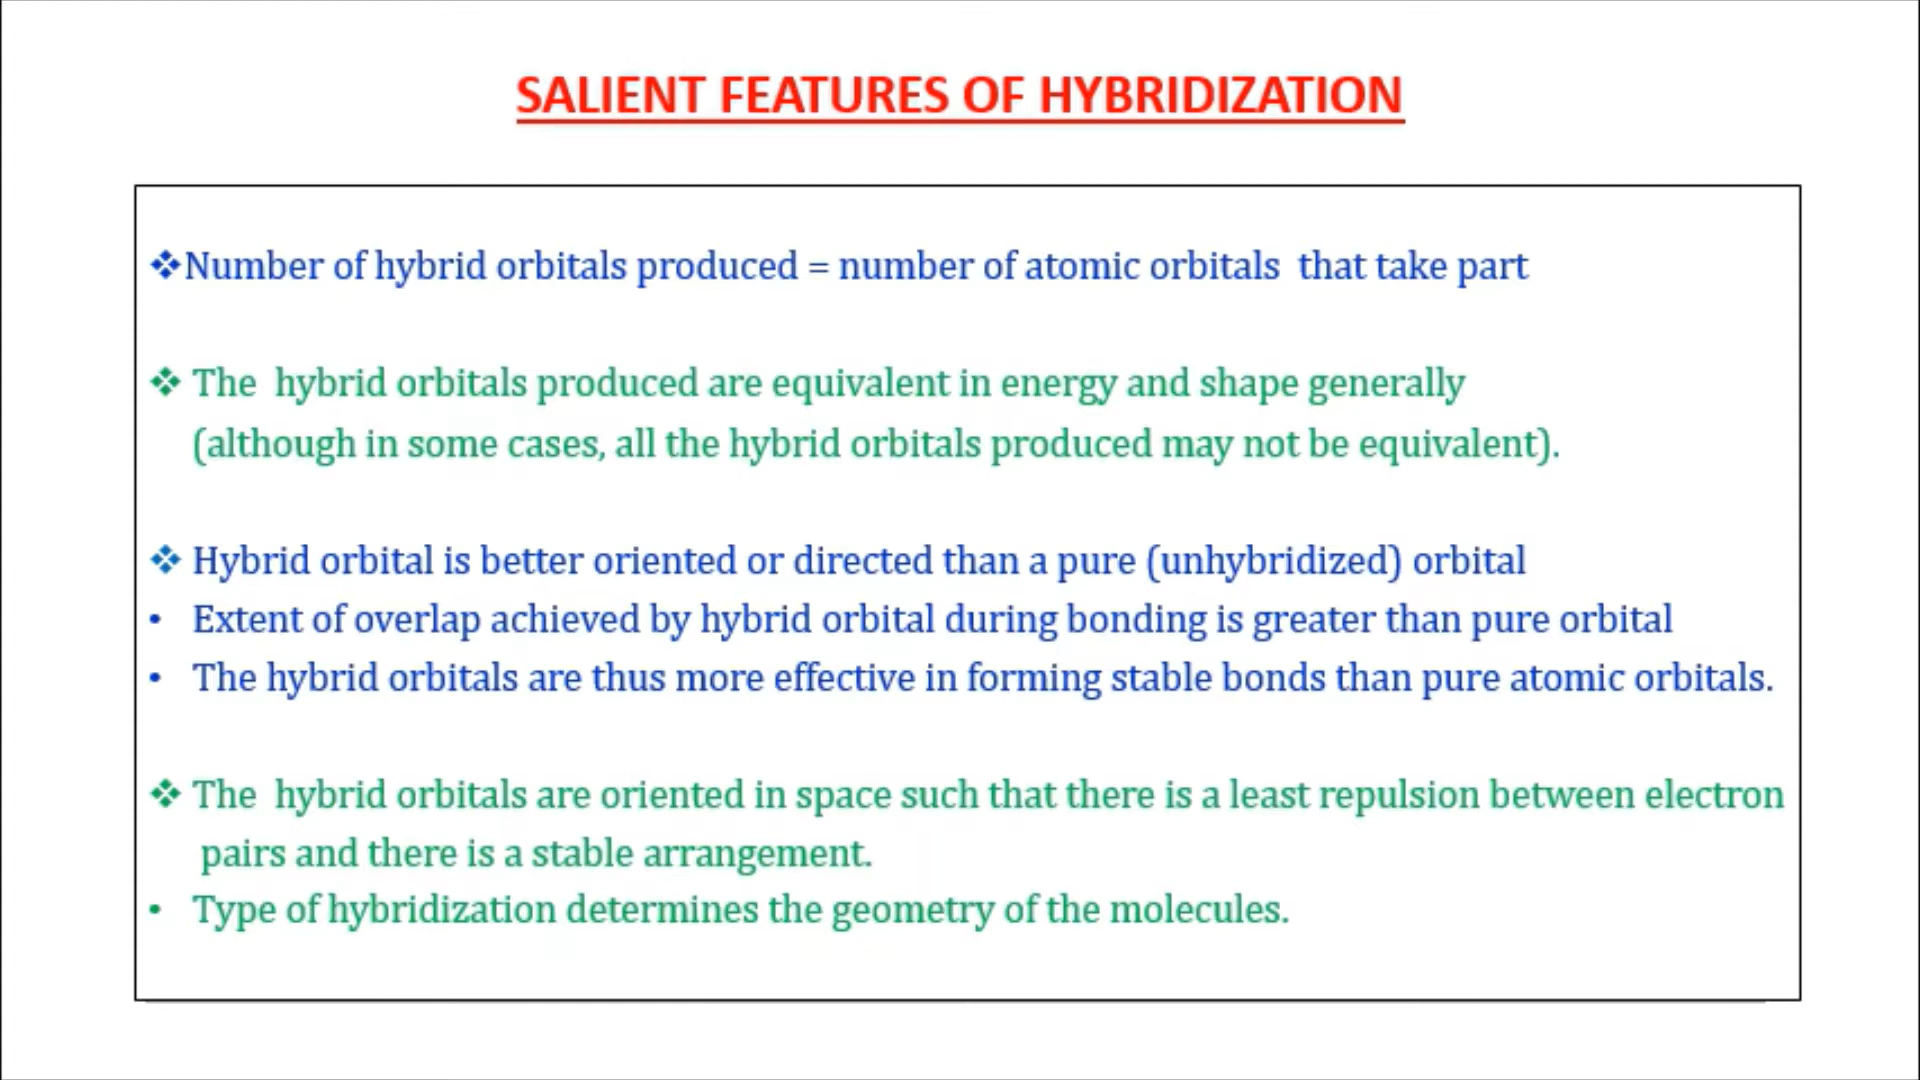 SALIENT FEATURES OF HYBRIDIZATION
❖Number of hybrid orbitals produced = number of atomic orbitals  that take part
❖ The  hybrid orbitals produced are equivalent in energy and shape generally
(although in some cases, all the hybrid orbitals produced may not be equivalent).
❖ Hybrid orbital is better oriented or directed than a pure (unhybridized) orbital
• Extent of overlap achieved by hybrid orbital during bonding is greater than pure orbital
• The hybrid orbitals are thus more effective in forming stable bonds than pure atomic orbitals.
❖ The  hybrid orbitals are oriented in space such that there is a least repulsion between electron
pairs and there is a stable arrangement.
• Type of hybridization determines the geometry of the molecules.